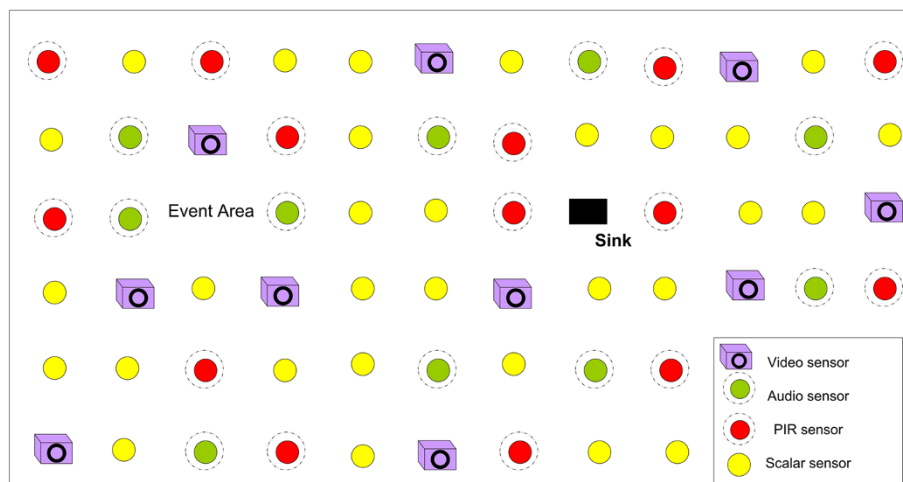 Event Area
Sink
Video sensor
Audio sensor
PIR sensor
Scalar sensor